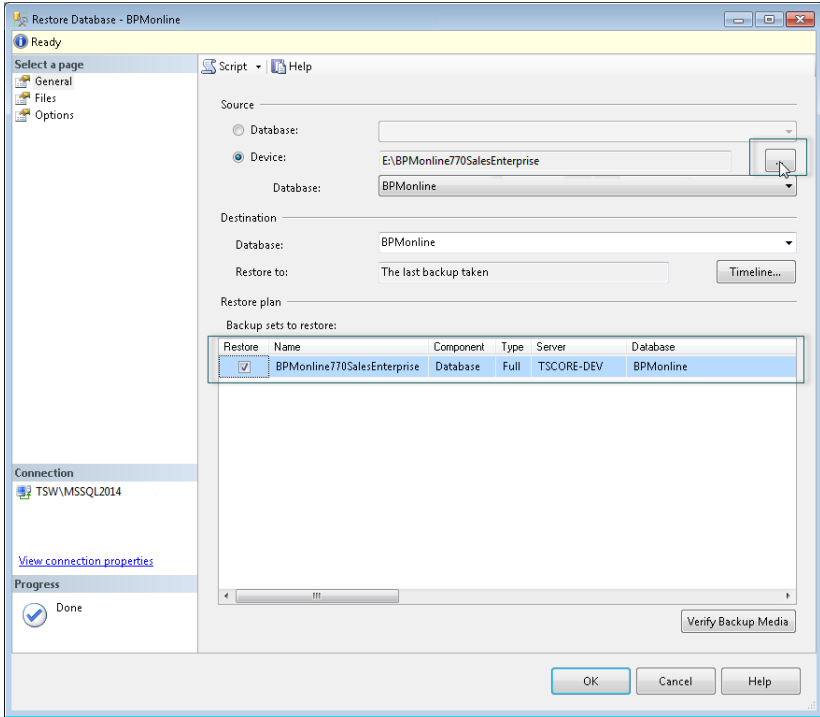 Restore Database - BPMonline
Ready
Select a page
General
Files
Options
Script Help
Source
Database:
Device: E:\BPMonline770SalesEnterprise ...
Database: BPMonline
Destination
Database: BPMonline
Restore to: The last backup taken Timeline...
Restore plan
Backup sets to restore:
Restore Name Component Type Server Database
BPMonline770SalesEnterprise Database Full TSCORE-DEV BPMonline
Connection
TSW\MSSQL2014
View connection properties
Progress
Done
Verify Backup Media
OK Cancel Help